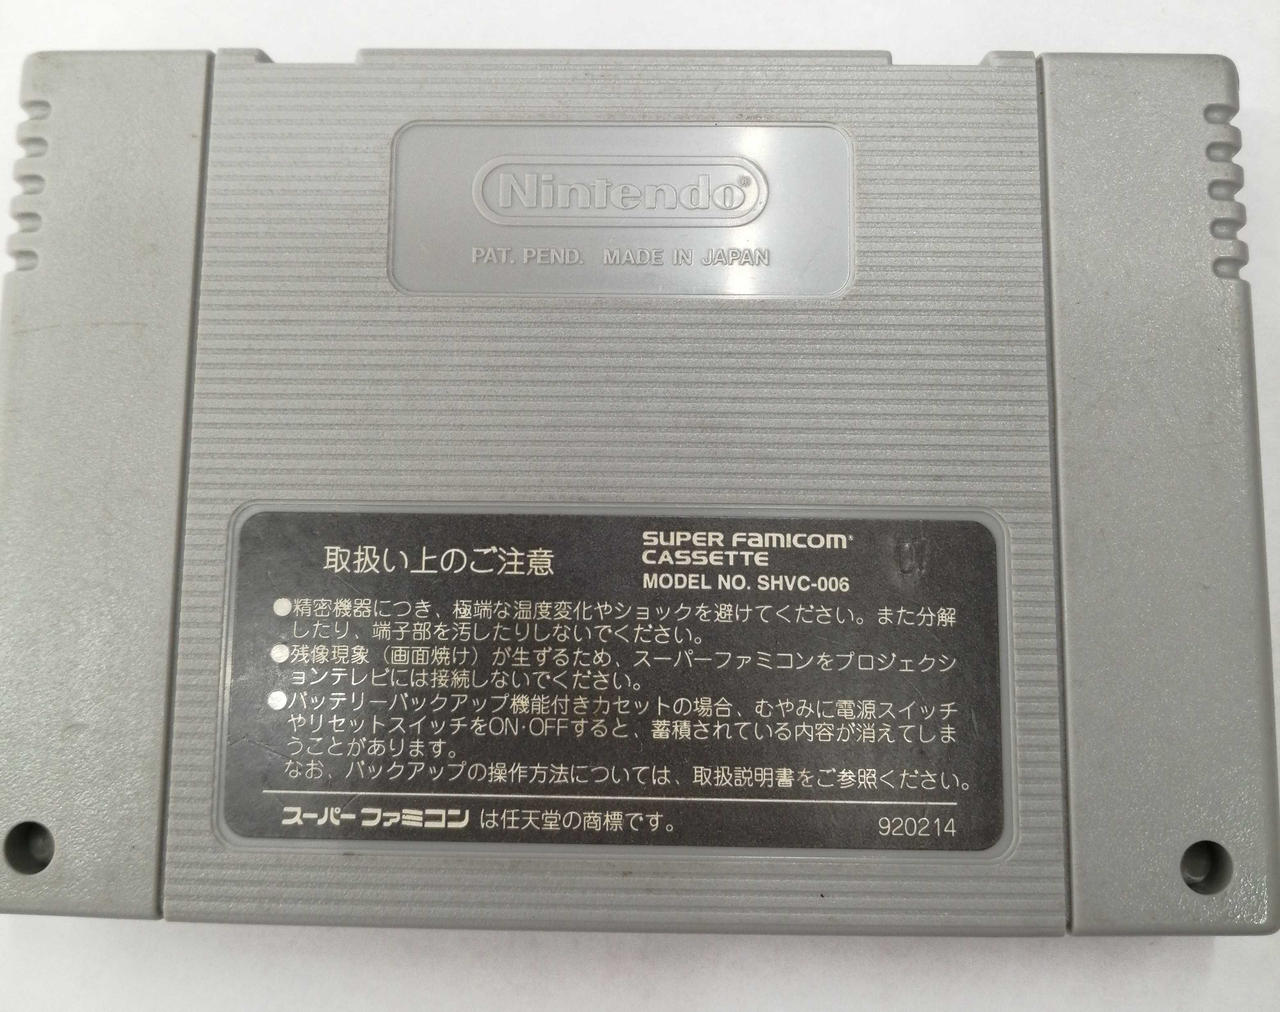 Nintendo®
PAT. PEND. MADE IN JAPAN
取扱い上のご注意
SUPER FAMICOM®
CASSETTE
MODEL NO. SHVC-006
●精密機器につき、極端な温度変化やショックを避けてください。また分解
したり、端子部を汚したりしないでください。
●残像現象（画面焼け）が生ずるため、スーパーファミコンをプロジェクシ
ョンテレビには接続しないでください。
●バッテリーバックアップ機能付きカセットの場合、むやみに電源スイッチ
やリセットスイッチをON·OFFすると、蓄積されている内容が消えてしま
うことがあります。
なお、バックアップの操作方法については、取扱説明書をご参照ください。
スーパーファミコン は任天堂の商標です。
920214